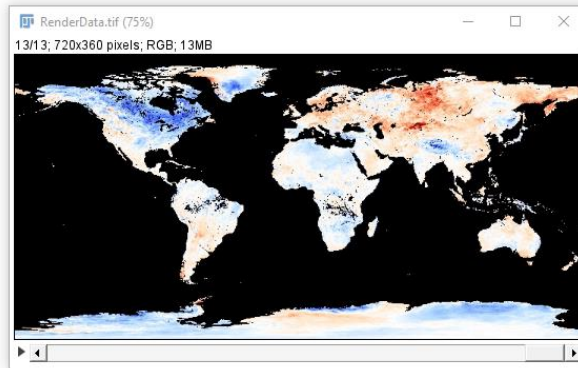 RenderData.tif (75%)
13/13; 720x360 pixels; RGB; 13MB